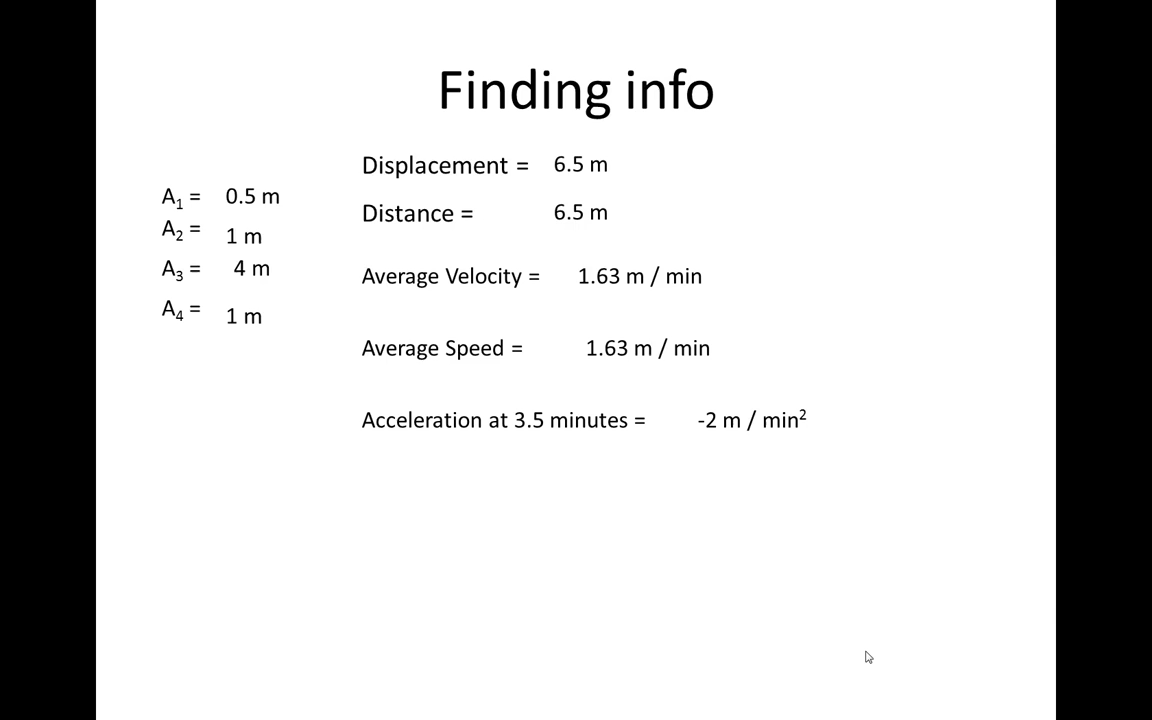 Finding info
A₁ = 0.5 m
A₂ = 1 m
A₃ = 4 m
A₄ = 1 m
Displacement = 6.5 m
Distance = 6.5 m
Average Velocity = 1.63 m / min
Average Speed = 1.63 m / min
Acceleration at 3.5 minutes = -2 m / min²